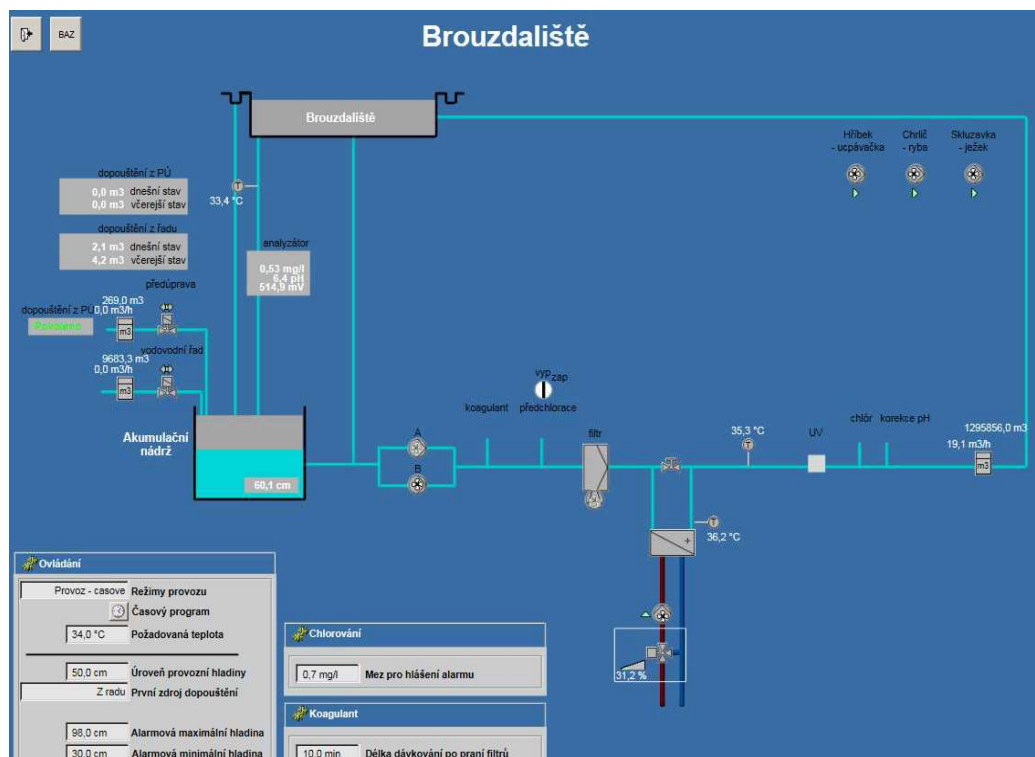 BAZ
Brouzdaliště
Brouzdaliště
Hříbek
- ucpávačka
Chrlič
- ryba
Skluzavka
- ježek
dopouštění z PÚ
0,0 m3 dnešní stav
0,0 m3 včerejší stav
T
33,4 °C
dopouštění z řadu
2,1 m3 dnešní stav
4,2 m3 včerejší stav
analyzátor
0,53 mg/l
6,4 pH
514,9 mV
předúprava
269,0 m3
0,0 m3/h
dopouštění z PÚ
Povoleno
m3
vodovodní řad
9683,3 m3
0,0 m3/h
m3
Akumulační
nádrž
60,1 cm
A
B
koagulant
vyp zap
předchlorace
filtr
35,3 °C
T
UV
chlór
korekce pH
1295856,0 m3
19,1 m3/h
m3
T
36,2 °C
31,2 %
Ovládání
Provoz - casove Režimy provozu
Časový program
34,0 °C Požadovaná teplota
50,0 cm Úroveň provozní hladiny
Z radu První zdroj dopouštění
98,0 cm Alarmová maximální hladina
30,0 cm Alarmová minimální hladina
Chlorování
0,7 mg/l Mez pro hlášení alarmu
Koagulant
10,0 min Délka dávkování po praní filtrů